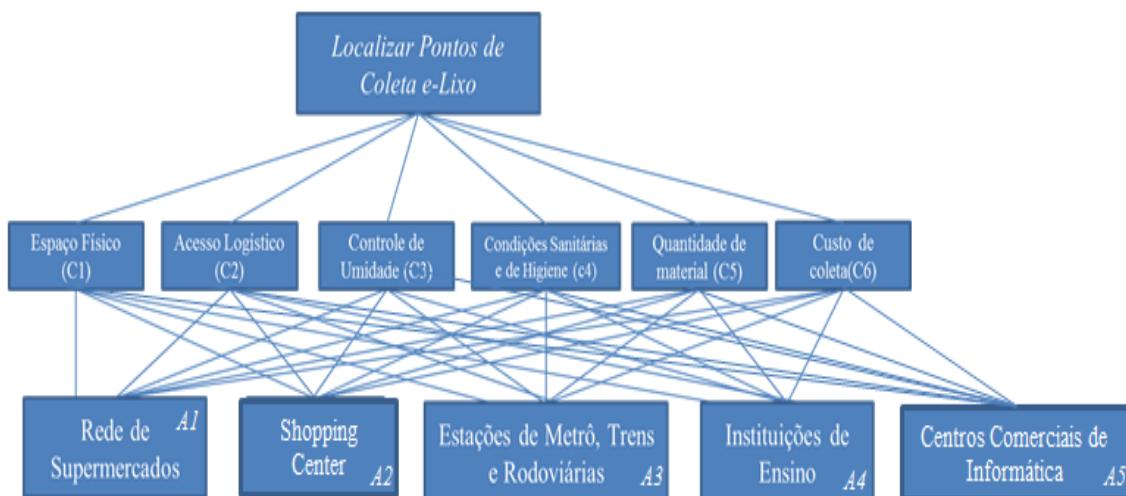 Localizar Pontos de
Coleta e-Lixo
Espaço Físico
(C1)
Acesso Logístico
(C2)
Controle de
Umidade (C3)
Condições Sanitárias
e de Higiene (c4)
Quantidade de
material (C5)
Custo de
coleta(C6)
Rede de
Supermercados
A1
Shopping
Center
A2
Estações de Metrô, Trens
e Rodoviárias
A3
Instituições de
Ensino
A4
Centros Comerciais de
Informática
A5